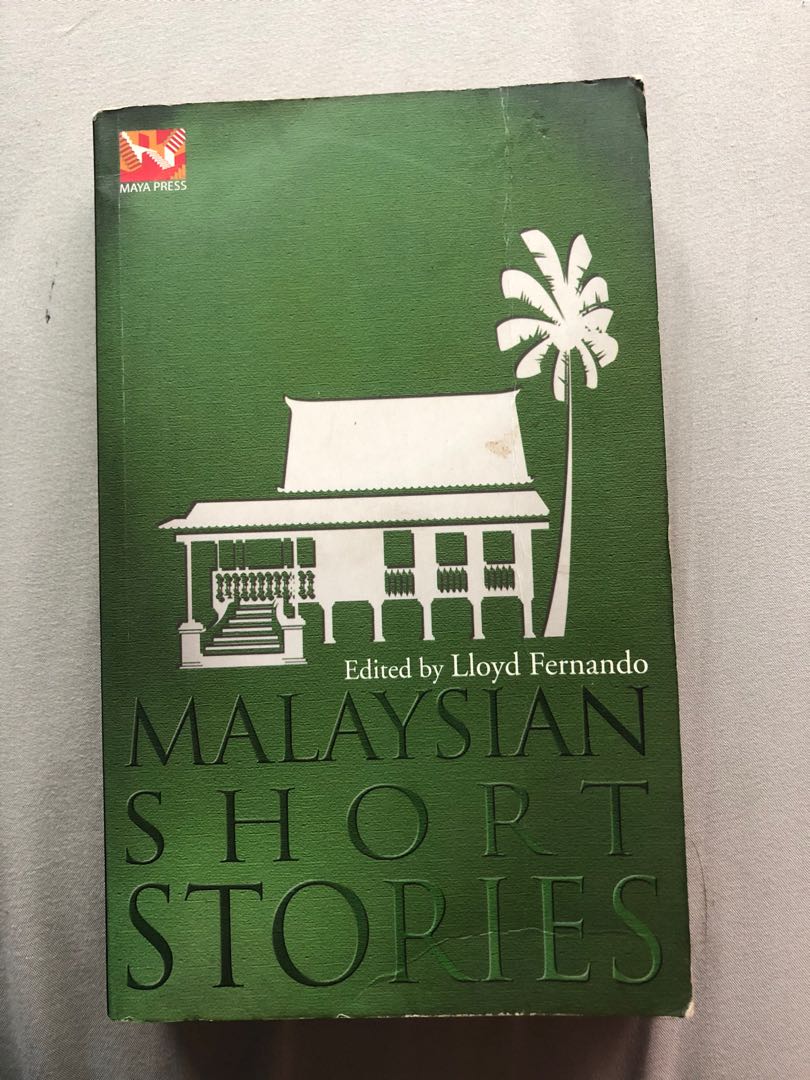 MAYA PRESS
Edited by Lloyd Fernando
MALAYSIAN
SHORT
STORIES